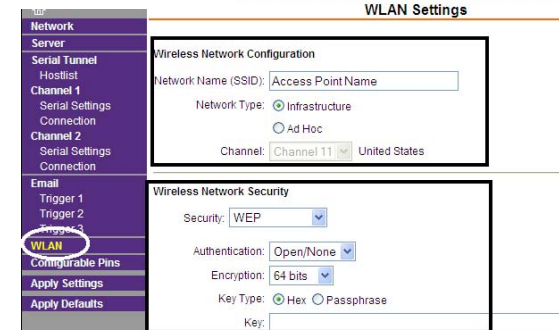 WLAN Settings
Network
Server
Serial Tunnel
Hostlist
Channel 1
Serial Settings
Connection
Channel 2
Serial Settings
Connection
Email
Trigger 1
Trigger 2
Trigger 3
WLAN
Configurable Pins
Apply Settings
Apply Defaults
Wireless Network Configuration
Network Name (SSID): Access Point Name
Network Type: Infrastructure
Ad Hoc
Channel: Channel 11 United States
Wireless Network Security
Security: WEP
Authentication: Open/None
Encryption: 64 bits
Key Type: Hex Passphrase
Key: